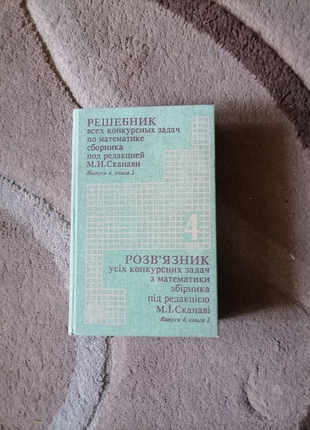 РЕШЕБНИК
всех конкурсных задач
по математике
сборника
под редакцией
М.И.Сканави
Выпуск 4, книга 2
4
РОЗВ'ЯЗНИК
усіх конкурсних задач
з математики
збірника
під редакцією
М.І.Сканаві
Випуск 4, книга 2